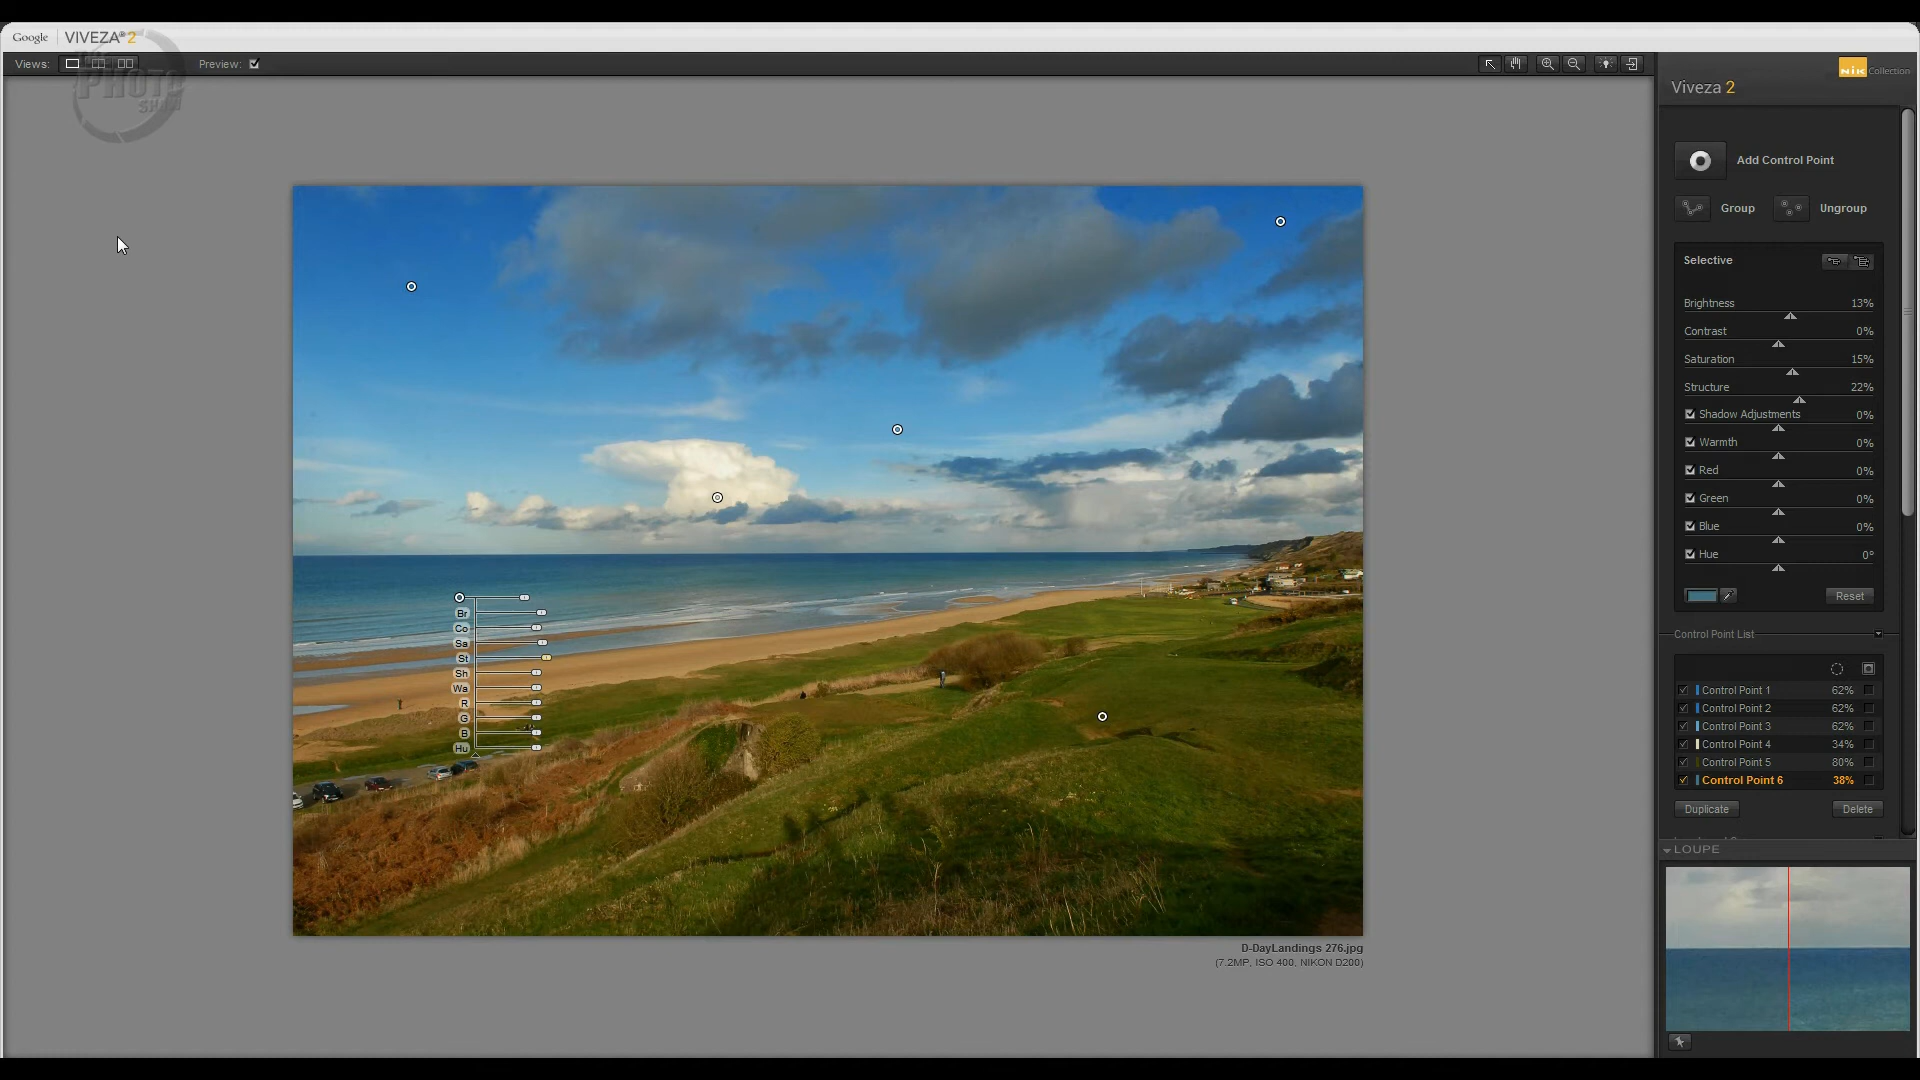 Google VIVEZA® 2
Views:
Preview:
PHOTO
SHOW
Nik Collection
Viveza 2
Add Control Point
Group
Ungroup
Selective
Brightness 13%
Contrast 0%
Saturation 15%
Structure 22%
Shadow Adjustments 0%
Warmth 0%
Red 0%
Green 0%
Blue 0%
Hue 0°
Reset
Control Point List
Control Point 1 62%
Control Point 2 62%
Control Point 3 62%
Control Point 4 34%
Control Point 5 80%
Control Point 6 38%
Duplicate
Delete
LOUPE
Br
Co
Sa
St
Sh
Wa
R
G
B
Hu
D-DayLandings 276.jpg
(7.2MP, ISO 400, NIKON D200)